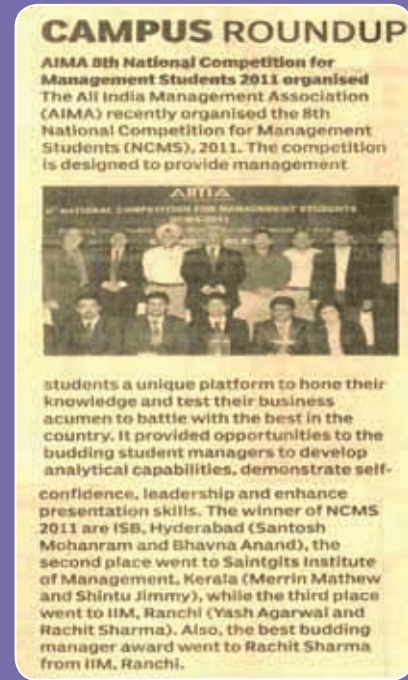 CAMPUS ROUNDUP
AIMA 8th National Competition for
Management Students 2011 organised
The All India Management Association
(AIMA) recently organised the 8th
National Competition for Management
Students (NCMS), 2011. The competition
is designed to provide management
AIMA
8th NATIONAL COMPETITION FOR MANAGEMENT STUDENTS
students a unique platform to hone their
knowledge and test their business
acumen to battle with the best in the
country. It provided opportunities to the
budding student managers to develop
analytical capabilities, demonstrate self-
confidence, leadership and enhance
presentation skills. The winner of NCMS
2011 are ISB, Hyderabad (Santosh
Mohanram and Bhavna Anand), the
second place went to Saintgits Institute
of Management, Kerala (Merrin Mathew
and Shintu Jimmy), while the third place
went to IIM, Ranchi (Yash Agarwal and
Rachit Sharma). Also, the best budding
manager award went to Rachit Sharma
from IIM, Ranchi.